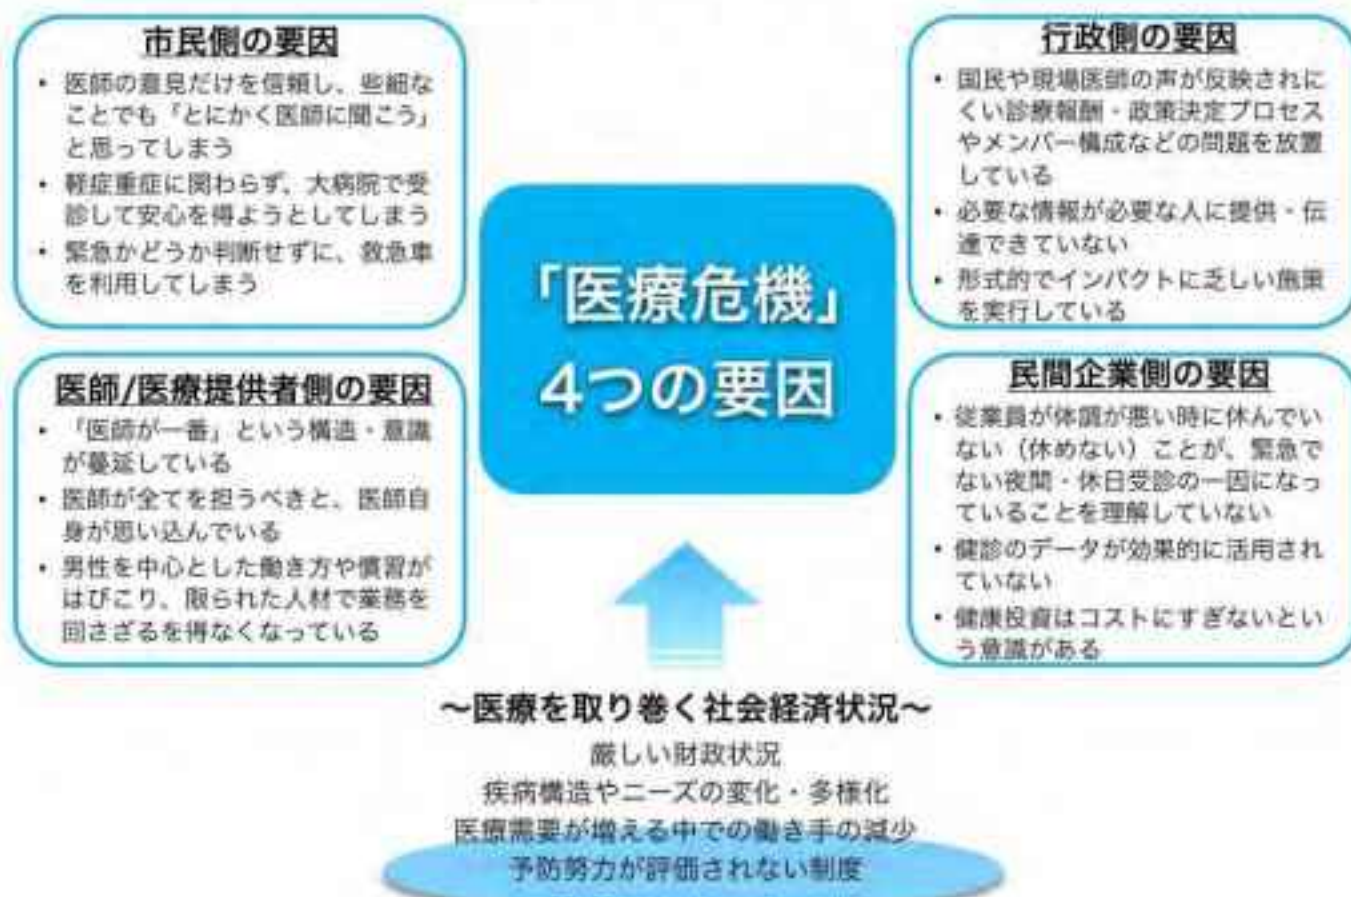 市民側の要因
• 医師の意見だけを信頼し、些細な
ことでも「とにかく医師に聞こう」
と思ってしまう
• 軽症重症に関わらず、大病院で受
診して安心を得ようとしてしまう
• 緊急かどうか判断せずに、救急車
を利用してしまう
行政側の要因
• 国民や現場医師の声が反映されに
くい診療報酬・政策決定プロセス
やメンバー構成などの問題を放置
している
• 必要な情報が必要な人に提供・伝
達できていない
• 形式的でインパクトに乏しい施策
を実行している
「医療危機」
4つの要因
医師/医療提供者側の要因
• 「医師が一番」という構造・意識
が蔓延している
• 医師が全てを担うべきと、医師自
身が思い込んでいる
• 男性を中心とした働き方や慣習が
はびこり、限られた人材で業務を
回さざるを得なくなっている
民間企業側の要因
• 従業員が体調が悪い時に休んでい
ない（休めない）ことが、緊急で
ない夜間・休日受診の一因になっ
ていることを理解していない
• 健診のデータが効果的に活用され
ていない
• 健康投資はコストにすぎないとい
う意識がある
〜医療を取り巻く社会経済状況〜
厳しい財政状況
疾病構造やニーズの変化・多様化
医療需要が増える中での働き手の減少
予防努力が評価されない制度